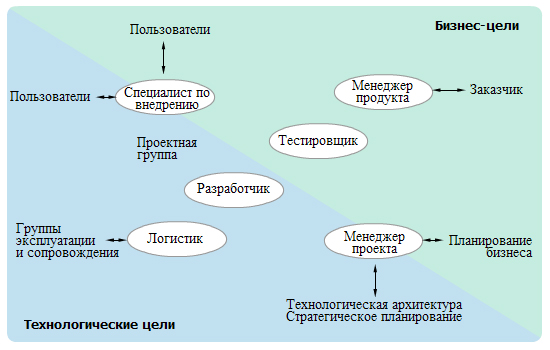 Бизнес-цели
Пользователи
Пользователи
Специалист по
внедрению
Менеджер
продукта
Заказчик
Тестировщик
Проектная
группа
Разработчик
Группы
эксплуатации
и сопровождения
Логистик
Менеджер
проекта
Планирование
бизнеса
Технологическая архитектура
Стратегическое планирование
Технологические цели